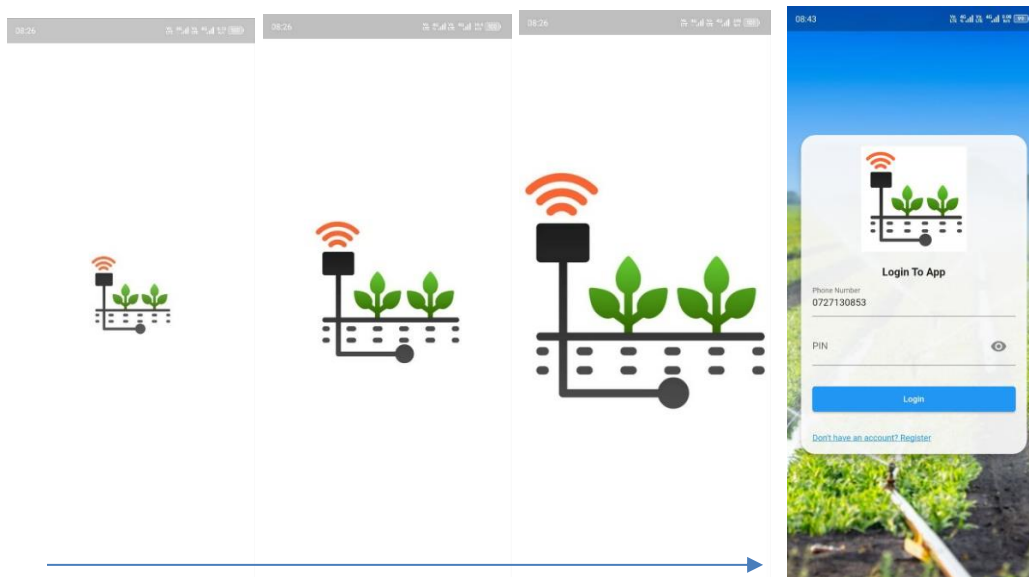 08:26
08:26
08:26
08:43
Login To App
Phone Number
0727130853
PIN
Login
Don't have an account? Register